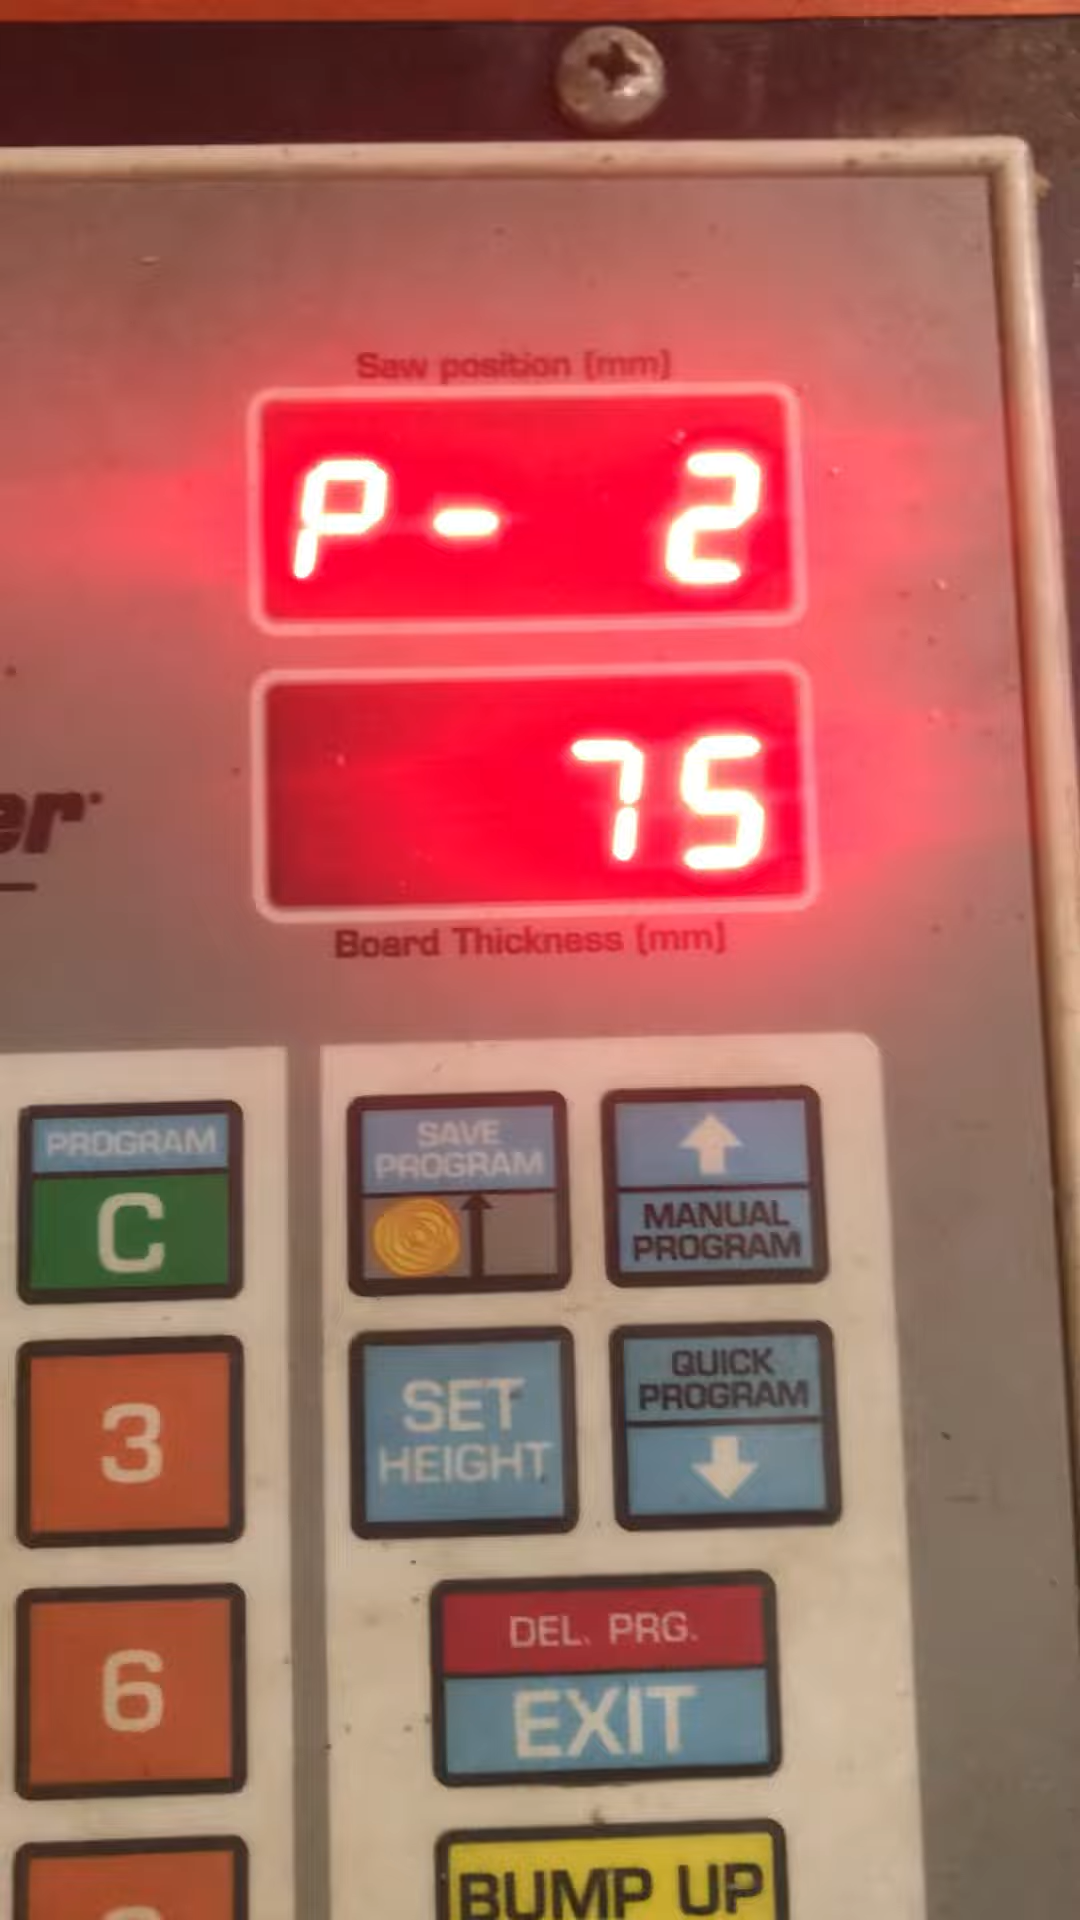 Saw position (mm)
P- 2
75
er
Board Thickness (mm)
PROGRAM
C
SAVE
PROGRAM
MANUAL
PROGRAM
3
SET
HEIGHT
QUICK
PROGRAM
6
DEL. PRG.
EXIT
BUMP UP